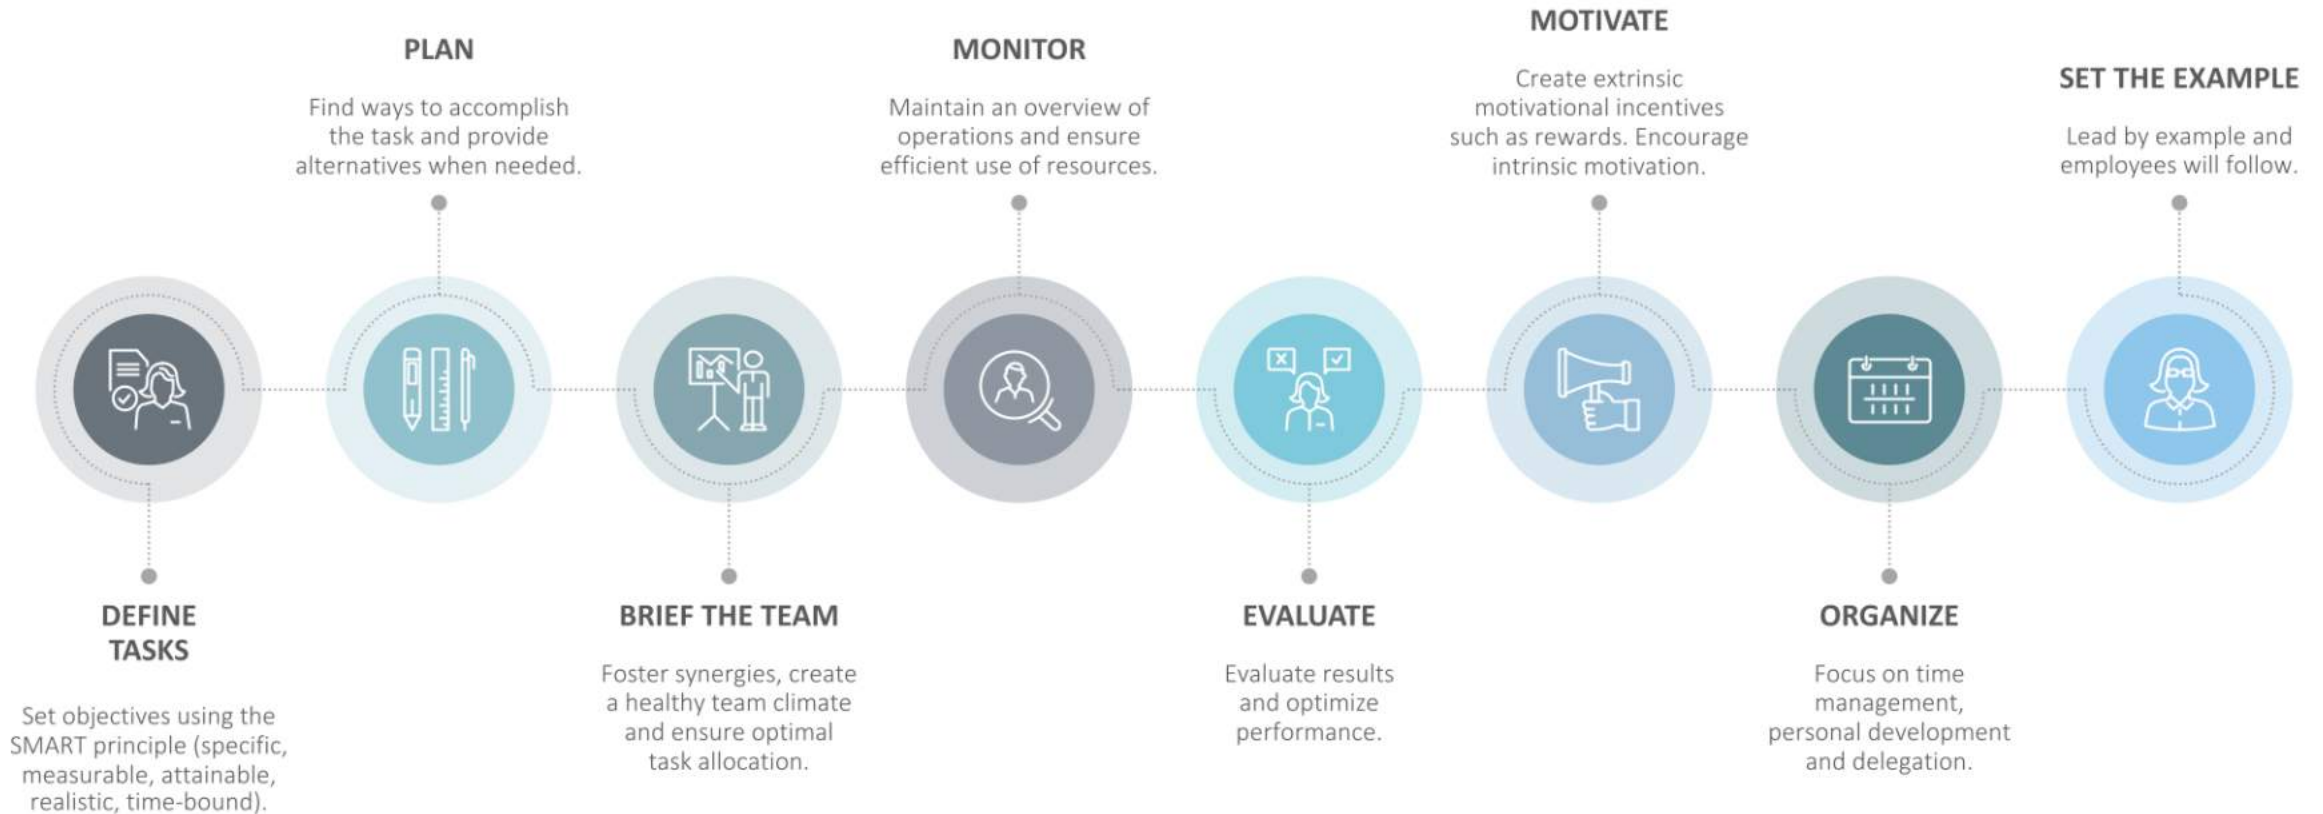 DEFINE
TASKS
Set objectives using the
SMART principle (specific,
measurable, attainable,
realistic, time-bound).
PLAN
Find ways to accomplish
the task and provide
alternatives when needed.
BRIEF THE TEAM
Foster synergies, create
a healthy team climate
and ensure optimal
task allocation.
MONITOR
Maintain an overview of
operations and ensure
efficient use of resources.
EVALUATE
Evaluate results
and optimize
performance.
MOTIVATE
Create extrinsic
motivational incentives
such as rewards. Encourage
intrinsic motivation.
ORGANIZE
Focus on time
management,
personal development
and delegation.
SET THE EXAMPLE
Lead by example and
employees will follow.